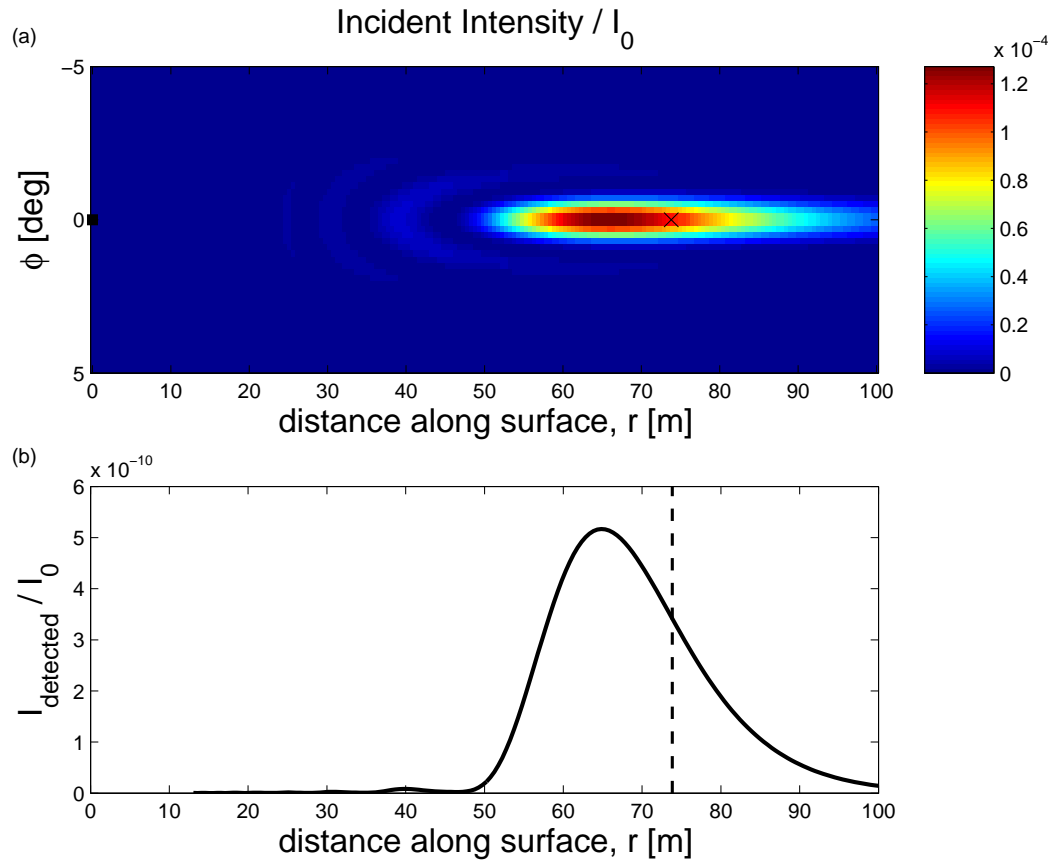 (a)
Incident Intensity / I_0
x 10^-4
−5
0
5
ϕ [deg]
0 10 20 30 40 50 60 70 80 90 100
distance along surface, r [m]
1.2
1
0.8
0.6
0.4
0.2
0
(b)
x 10^−10
6
5
4
3
2
1
0
I_detected / I_0
0 10 20 30 40 50 60 70 80 90 100
distance along surface, r [m]